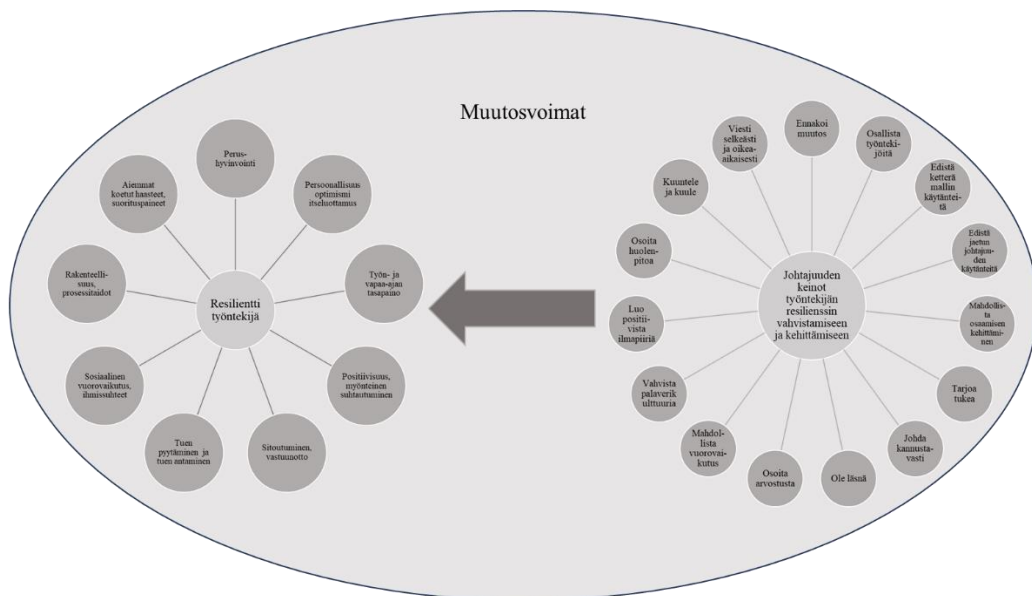 Muutosvoimat
Perus-
hyvinvointi
Persoonallisuus
optimismi
itseluottamus
Työn- ja
vapaa-ajan
tasapaino
Positiivisuus,
myönteinen
suhtautuminen
Sitoutuminen,
vastuunotto
Tuen
pyytäminen ja
tuen antaminen
Sosiaalinen
vuorovaikutus,
ihmissuhteet
Rakenteelli-
suus,
prosessitaidot
Aiemmat
koetut haasteet,
suorituspaineet
Resilientti
työntekijä
Ennakoi
muutos
Osallista
työnteki-
jöitä
Edistä
ketterä
mallin
käytänteitä
Edistä
jaetun
johtajuu-
den
käytänteitä
Mahdollis-
ta
osaamisen
kehittämi-
nen
Tarjoa
tukea
Johda
kannusta-
vasti
Ole läsnä
Osoita
arvostusta
Mahdol-
lista
vuorovai-
kutus
Vahvista
palaverik
ulttuuria
Luo
positii-
vista
ilmapiiriä
Osoita
huolen-
pitoa
Kuuntele
ja kuule
Viesti
selkeästi
ja oikea-
aikaisesti
Johtajuuden
keinot
työntekijän
resilienssin
vahvistamiseen
ja kehittämiseen